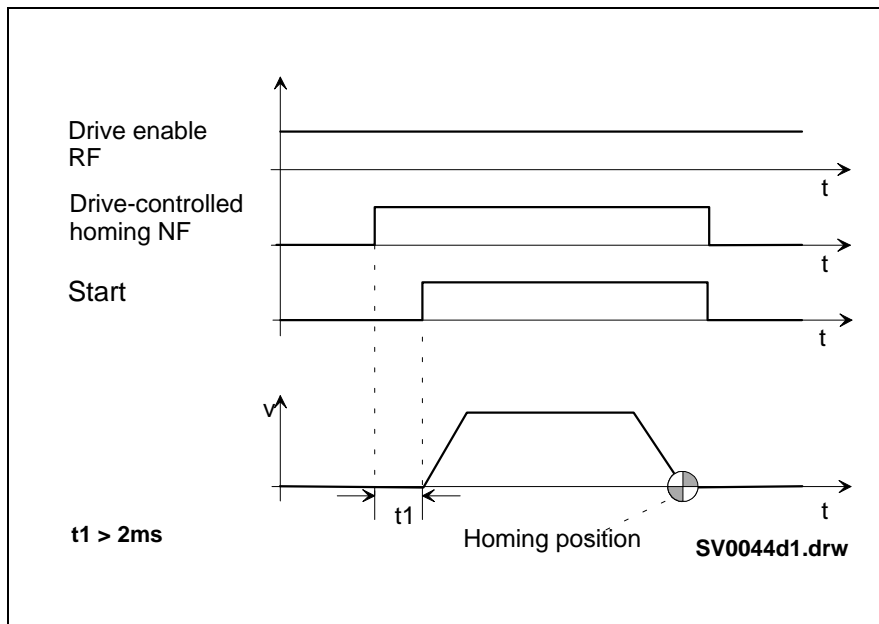 Drive enable
RF
t
Drive-controlled
homing NF
t
Start
t
v
t1
t
t1 > 2ms
Homing position
SV0044d1.drw